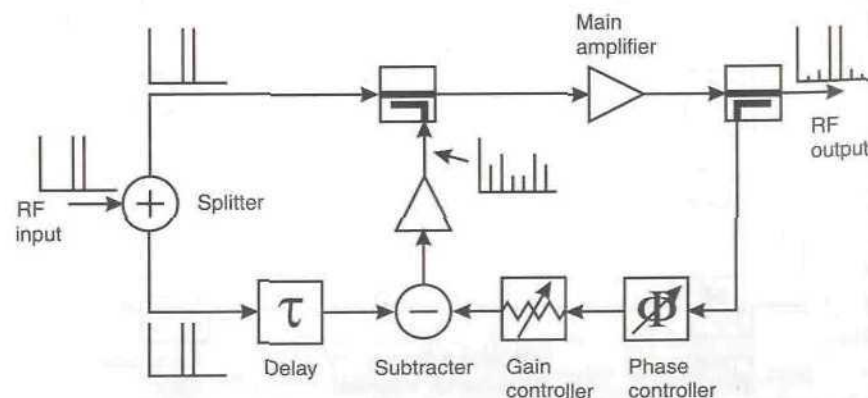 Main
amplifier
RF
output
+
Splitter
RF
input
τ
−
Φ
Delay
Subtracter
Gain
controller
Phase
controller